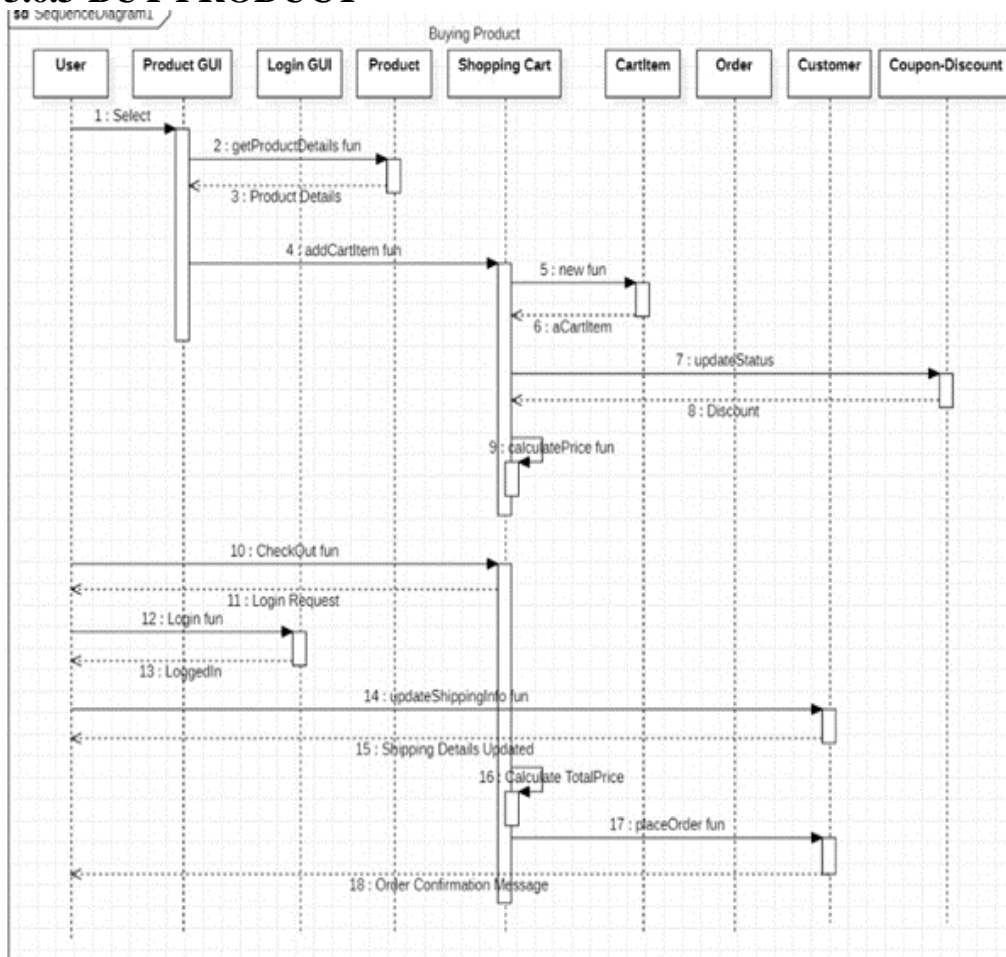 BUY PRODUCT
sd SequenceDiagram1
Buying Product
User Product GUI Login GUI Product Shopping Cart CartItem Order Customer Coupon-Discount
1 : Select
2 : getProductDetails fun
3 : Product Details
4 : addCartItem fun
5 : new fun
6 : aCartItem
7 : updateStatus
8 : Discount
9 : calculatePrice fun
10 : CheckOut fun
11 : Login Request
12 : Login fun
13 : LoggedIn
14 : updateShippingInfo fun
15 : Shipping Details Updated
16 : Calculate TotalPrice
17 : placeOrder fun
18 : Order Confirmation Message